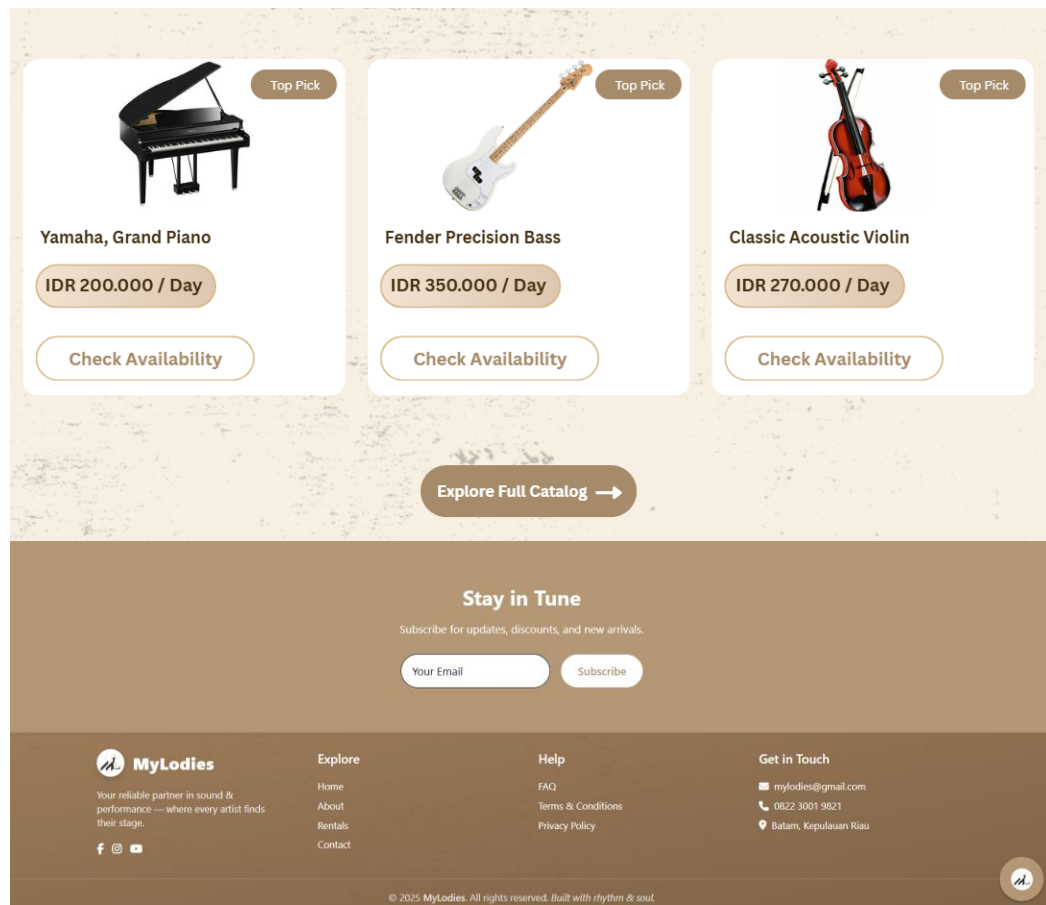 Top Pick
Top Pick
Top Pick
Yamaha, Grand Piano
Fender Precision Bass
Classic Acoustic Violin
IDR 200.000 / Day
IDR 350.000 / Day
IDR 270.000 / Day
Check Availability
Check Availability
Check Availability
Explore Full Catalog
Stay in Tune
Subscribe for updates, discounts, and new arrivals.
Your Email
Subscribe
MyLodies
Your reliable partner in sound &
performance — where every artist finds
their stage.
Explore
Home
About
Rentals
Contact
Help
FAQ
Terms & Conditions
Privacy Policy
Get in Touch
mylodies@gmail.com
0822 3001 9821
Batam, Kepulauan Riau
© 2025 MyLodies. All rights reserved. Built with rhythm & soul.